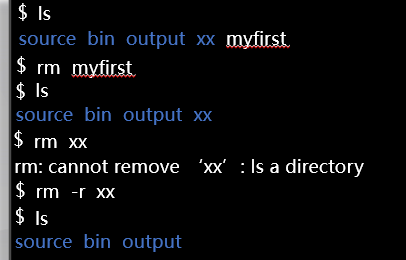 $ ls
source bin output xx myfirst
$ rm myfirst
$ ls
source bin output xx
$ rm xx
rm: cannot remove ‘xx’ : Is a directory
$ rm -r xx
$ ls
source bin output